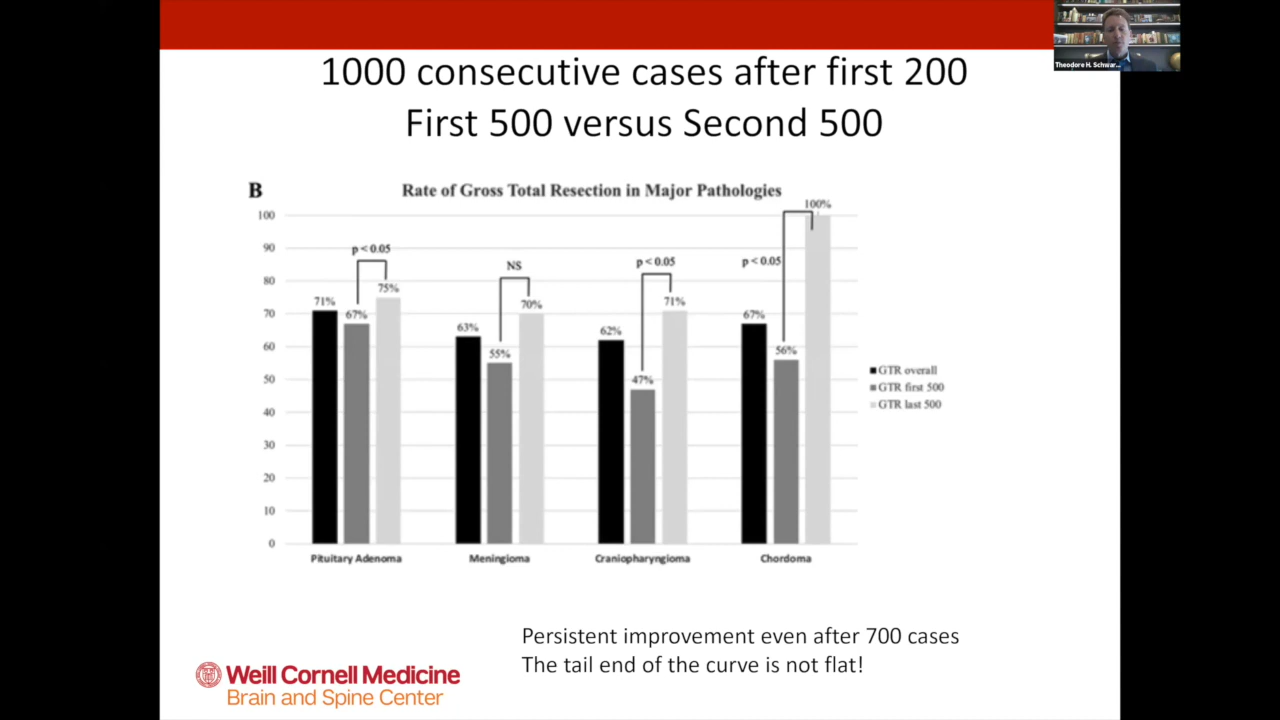 Theodore H. Schwar...
1000 consecutive cases after first 200
First 500 versus Second 500
B
Rate of Gross Total Resection in Major Pathologies
100
90
80
70
60
50
40
30
20
10
0
p < 0.05
71%
67%
75%
NS
63%
55%
70%
p < 0.05
62%
47%
71%
p < 0.05
67%
56%
100%
GTR overall
GTR first 500
GTR last 500
Pituitary Adenoma
Meningioma
Craniopharyngioma
Chordoma
Persistent improvement even after 700 cases
The tail end of the curve is not flat!
Weill Cornell Medicine
Brain and Spine Center